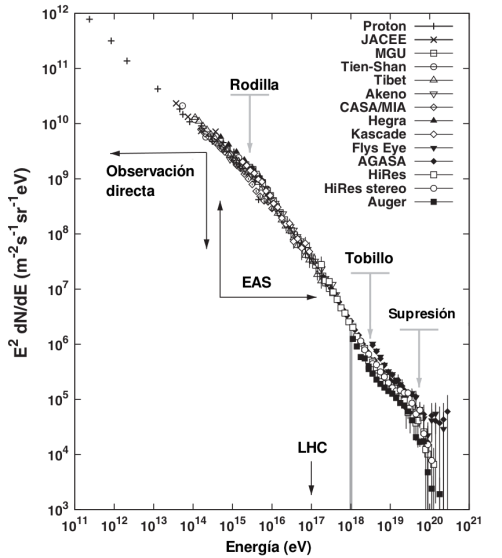 10^12
10^11
10^10
10^9
10^8
10^7
10^6
10^5
10^4
10^3
E^2 dN/dE (m^-2 s^-1 sr^-1 eV)
Proton
JACEE
MGU
Tien-Shan
Tibet
Akeno
CASA/MIA
Hegra
Kascade
Flys Eye
AGASA
HiRes
HiRes stereo
Auger
Rodilla
Observación
directa
EAS
Tobillo
Supresión
LHC
10^11 10^12 10^13 10^14 10^15 10^16 10^17 10^18 10^19 10^20 10^21
Energía (eV)